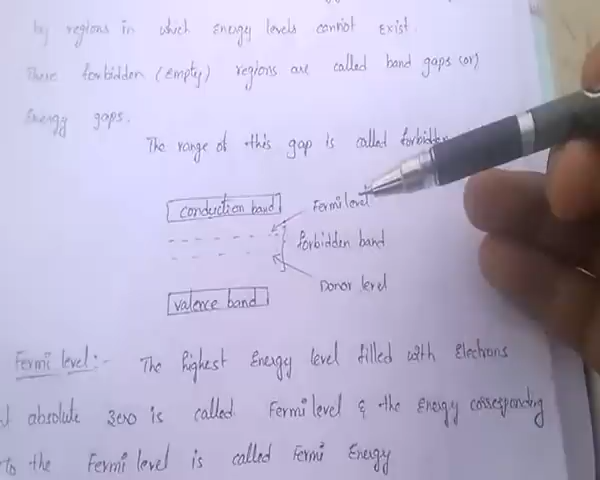 by regions in which energy levels cannot exist.
These forbidden (empty) regions are called band gaps (or)
Energy gaps.
The range of this gap is called forbidden
conduction band
Fermi level
forbidden band
Donor level
valence band
Fermi level:- The highest Energy level filled with Electrons
absolute zero is called Fermi level & the Energy corresponding
to the Fermi level is called Fermi Energy